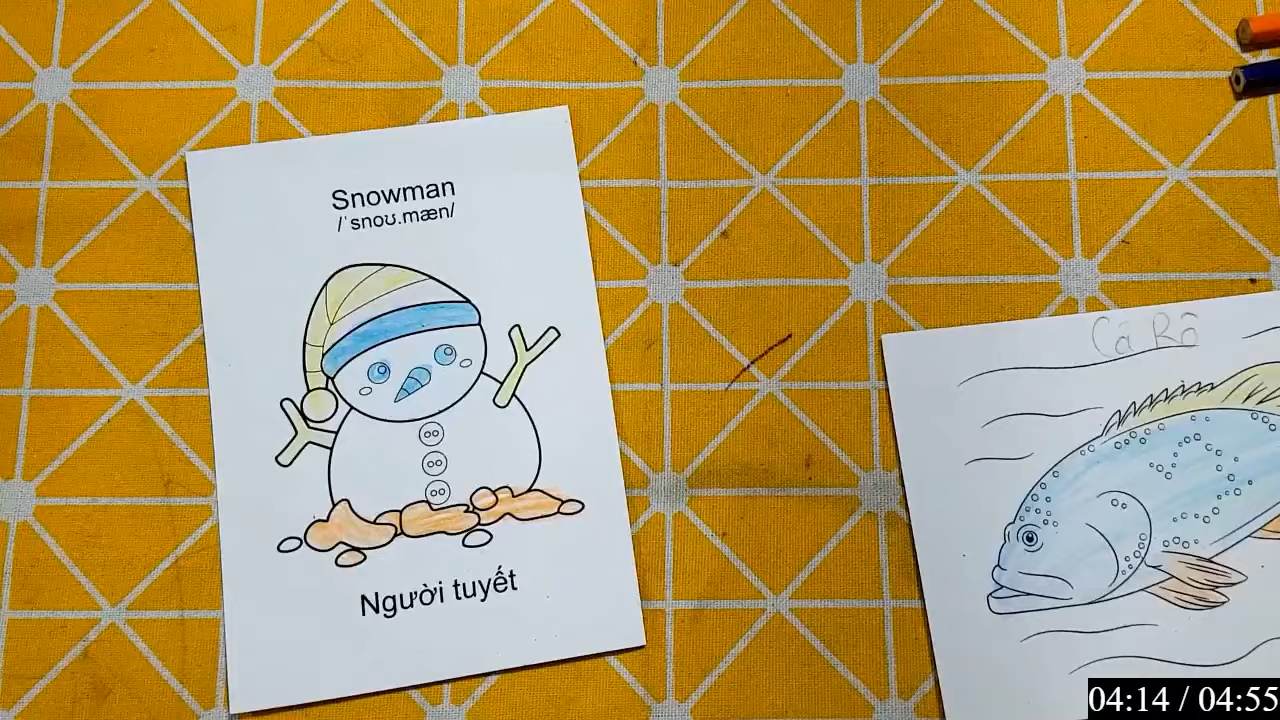 Snowman
/ˈsnoʊ.mæn/
Người tuyết
Cá Rô
04:14 / 04:55